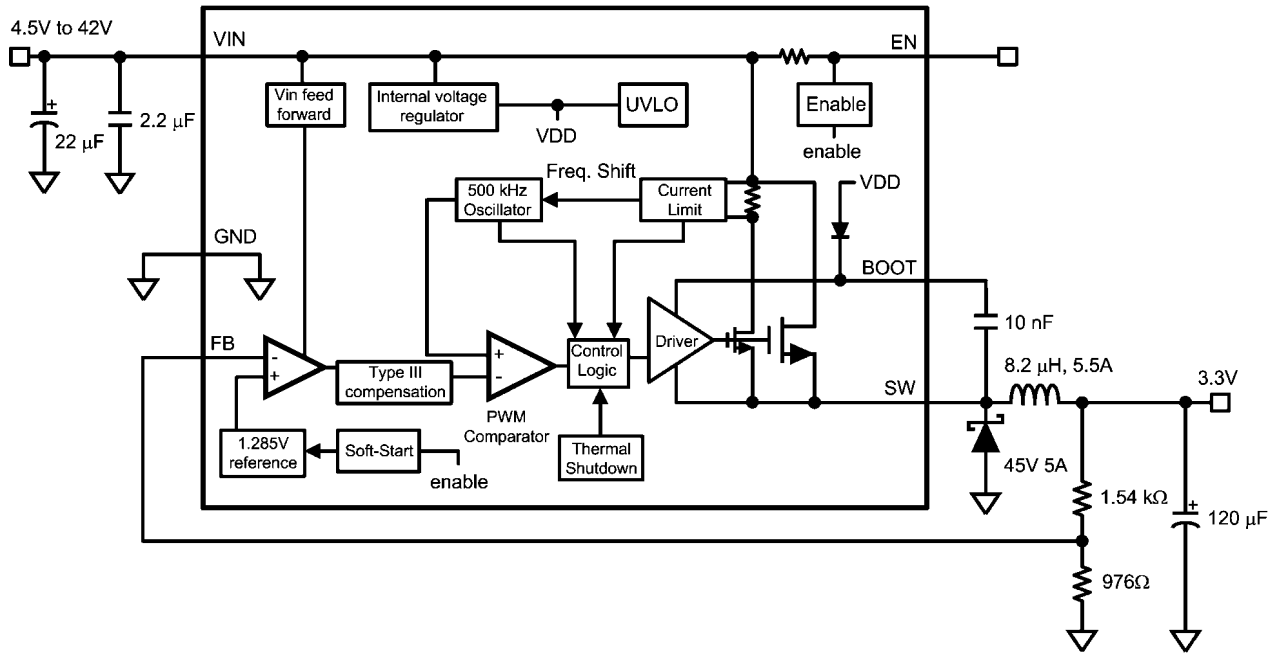 4.5V to 42V
VIN
EN
Vin feed
forward
Internal voltage
regulator
UVLO
Enable
+
22 μF
2.2 μF
VDD
enable
Freq. Shift
500 kHz
Oscillator
Current
Limit
VDD
GND
BOOT
10 nF
FB
-
+
Type III
compensation
+
-
Control
Logic
Driver
8.2 μH, 5.5A
SW
3.3V
PWM
Comparator
1.285V
reference
Soft-Start
enable
Thermal
Shutdown
45V 5A
1.54 kΩ
+
120 μF
976Ω